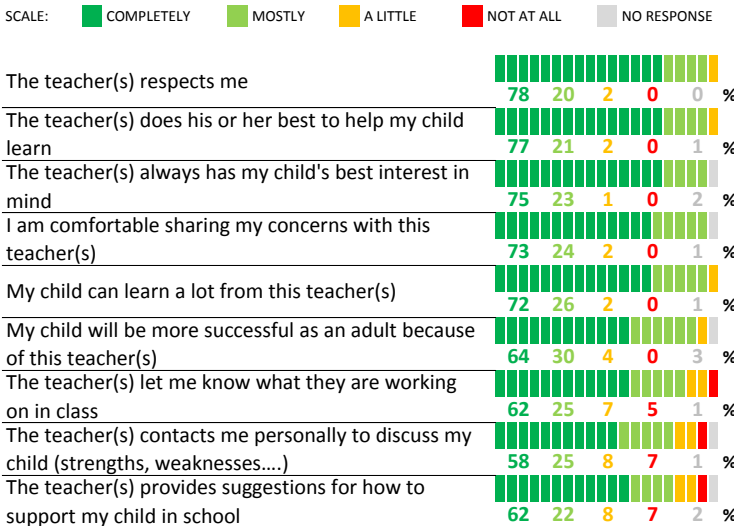 SCALE: COMPLETELY MOSTLY A LITTLE NOT AT ALL NO RESPONSE
The teacher(s) respects me
78 20 2 0 0 %
The teacher(s) does his or her best to help my child
learn
77 21 2 0 1 %
The teacher(s) always has my child's best interest in
mind
75 23 1 0 2 %
I am comfortable sharing my concerns with this
teacher(s)
73 24 2 0 1 %
My child can learn a lot from this teacher(s)
72 26 2 0 1 %
My child will be more successful as an adult because
of this teacher(s)
64 30 4 0 3 %
The teacher(s) let me know what they are working
on in class
62 25 7 5 1 %
The teacher(s) contacts me personally to discuss my
child (strengths, weaknesses....)
58 25 8 7 1 %
The teacher(s) provides suggestions for how to
support my child in school
62 22 8 7 2 %